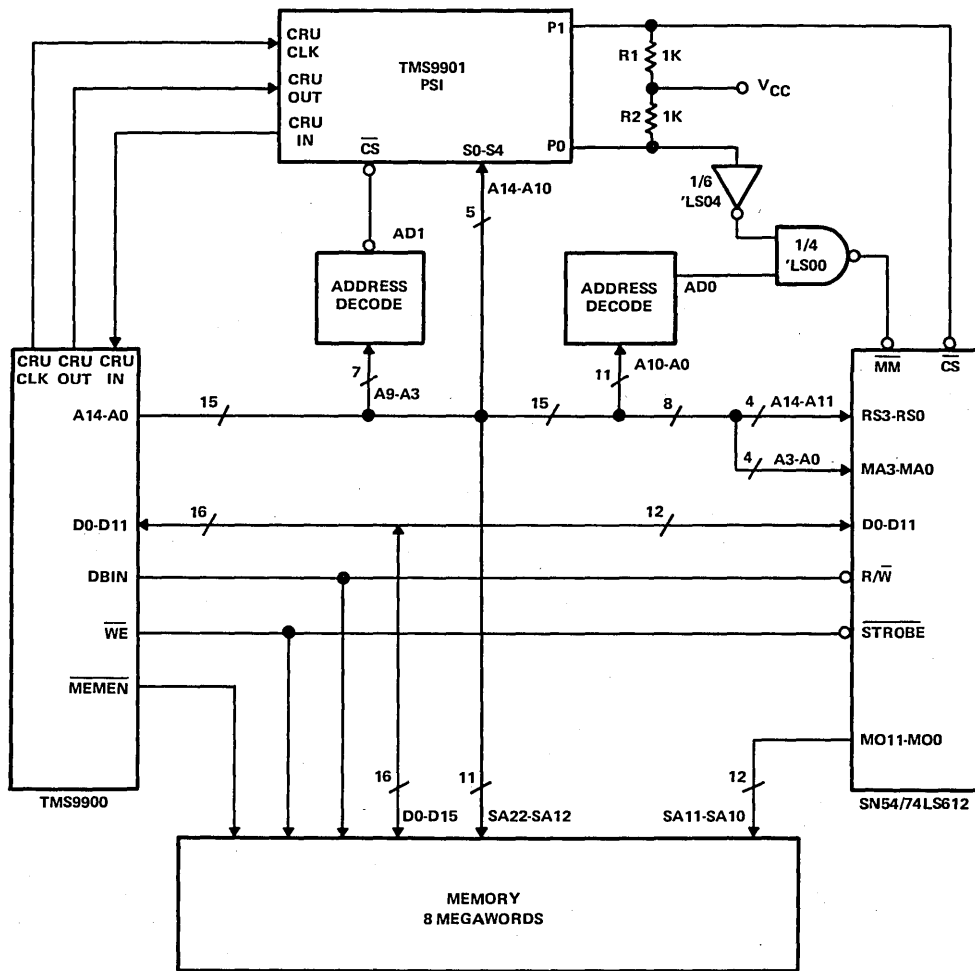 CRU
CLK
CRU
OUT
CRU
IN
TMS9901
PSI
CS
S0-S4
P1
P0
R1
1K
R2
1K
VCC
A14-A10
5
1/6
'LS04
1/4
'LS00
AD1
ADDRESS
DECODE
ADDRESS
DECODE
AD0
7
A9-A3
11
A10-A0
CRU
CLK
CRU
OUT
CRU
IN
MM
CS
A14-A0
15
15
8
4
A14-A11
RS3-RS0
4
A3-A0
MA3-MA0
D0-D11
16
12
D0-D11
DBIN
R/W
WE
STROBE
MEMEN
MO11-MO0
TMS9900
16
D0-D15
11
SA22-SA12
12
SA11-SA10
SN54/74LS612
MEMORY
8 MEGAWORDS